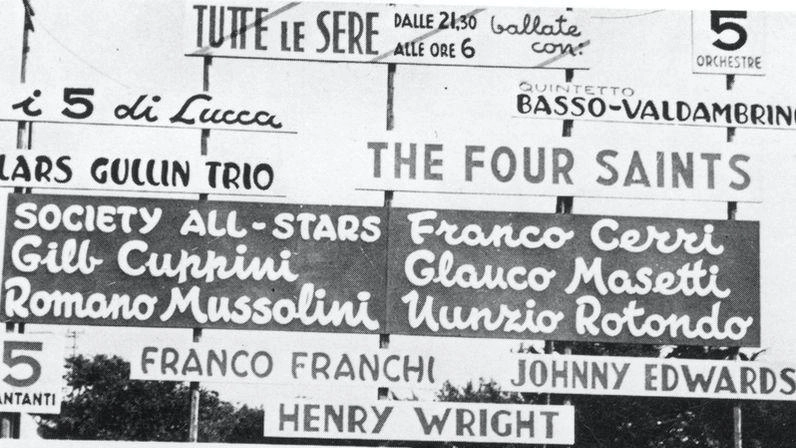 TUTTE LE SERE
DALLE 21,30
ALLE ORE 6
ballate
con:
5
ORCHESTRE
i 5 di Lucca
QUINTETTO
BASSO-VALDAMBRIN
LARS GULLIN TRIO
THE FOUR SAINTS
SOCIETY ALL-STARS
Gilb Cuppini
Romano Mussolini
Franco Cerri
Glauco Masetti
Nunzio Rotondo
5
ANTANTI
FRANCO FRANCHI
JOHNNY EDWARDS
HENRY WRIGHT